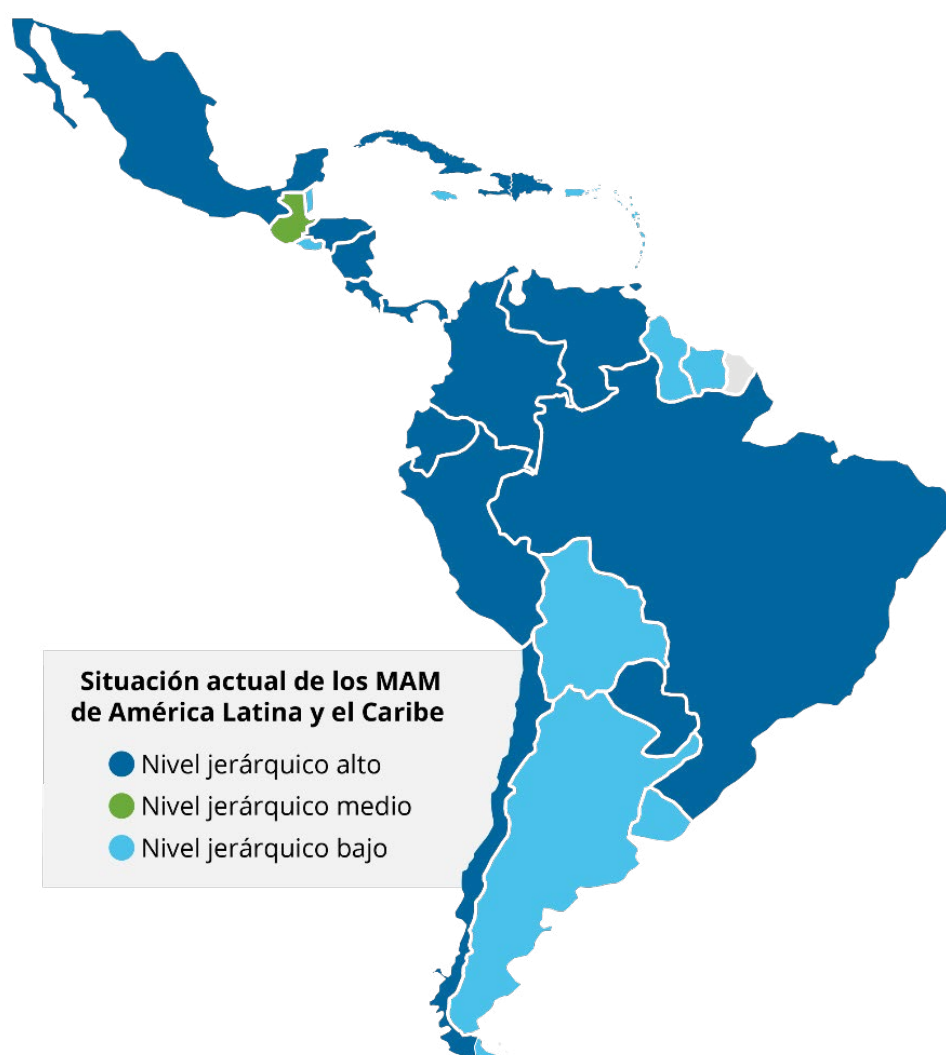 Situación actual de los MAM
de América Latina y el Caribe
Nivel jerárquico alto
Nivel jerárquico medio
Nivel jerárquico bajo